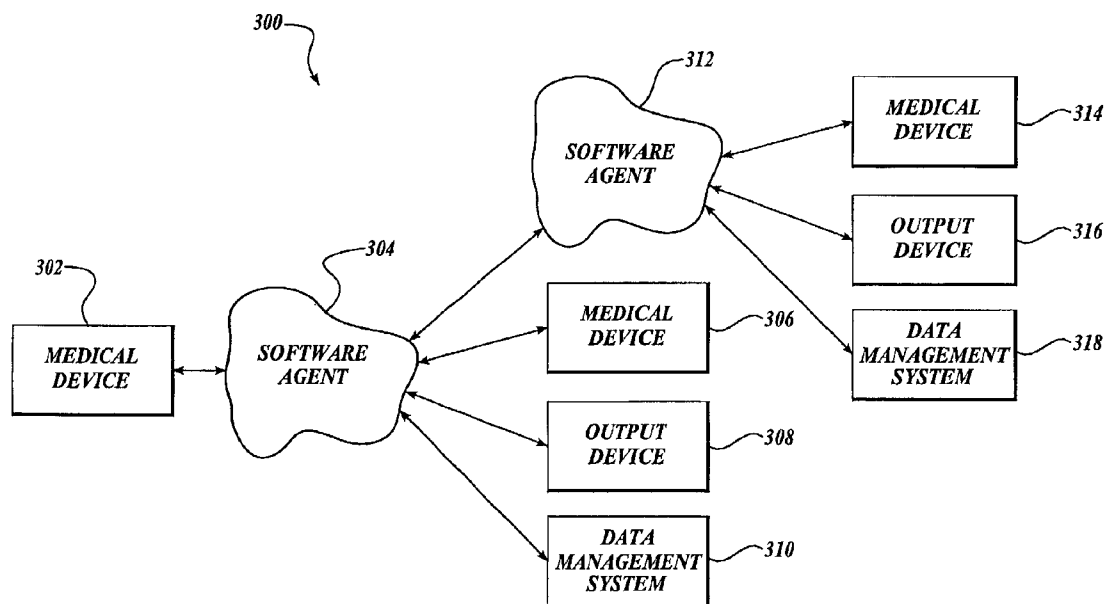 300
312
MEDICAL
DEVICE
314
SOFTWARE
AGENT
OUTPUT
DEVICE
316
304
302
MEDICAL
DEVICE
306
DATA
MANAGEMENT
SYSTEM
318
MEDICAL
DEVICE
SOFTWARE
AGENT
OUTPUT
DEVICE
308
DATA
MANAGEMENT
SYSTEM
310